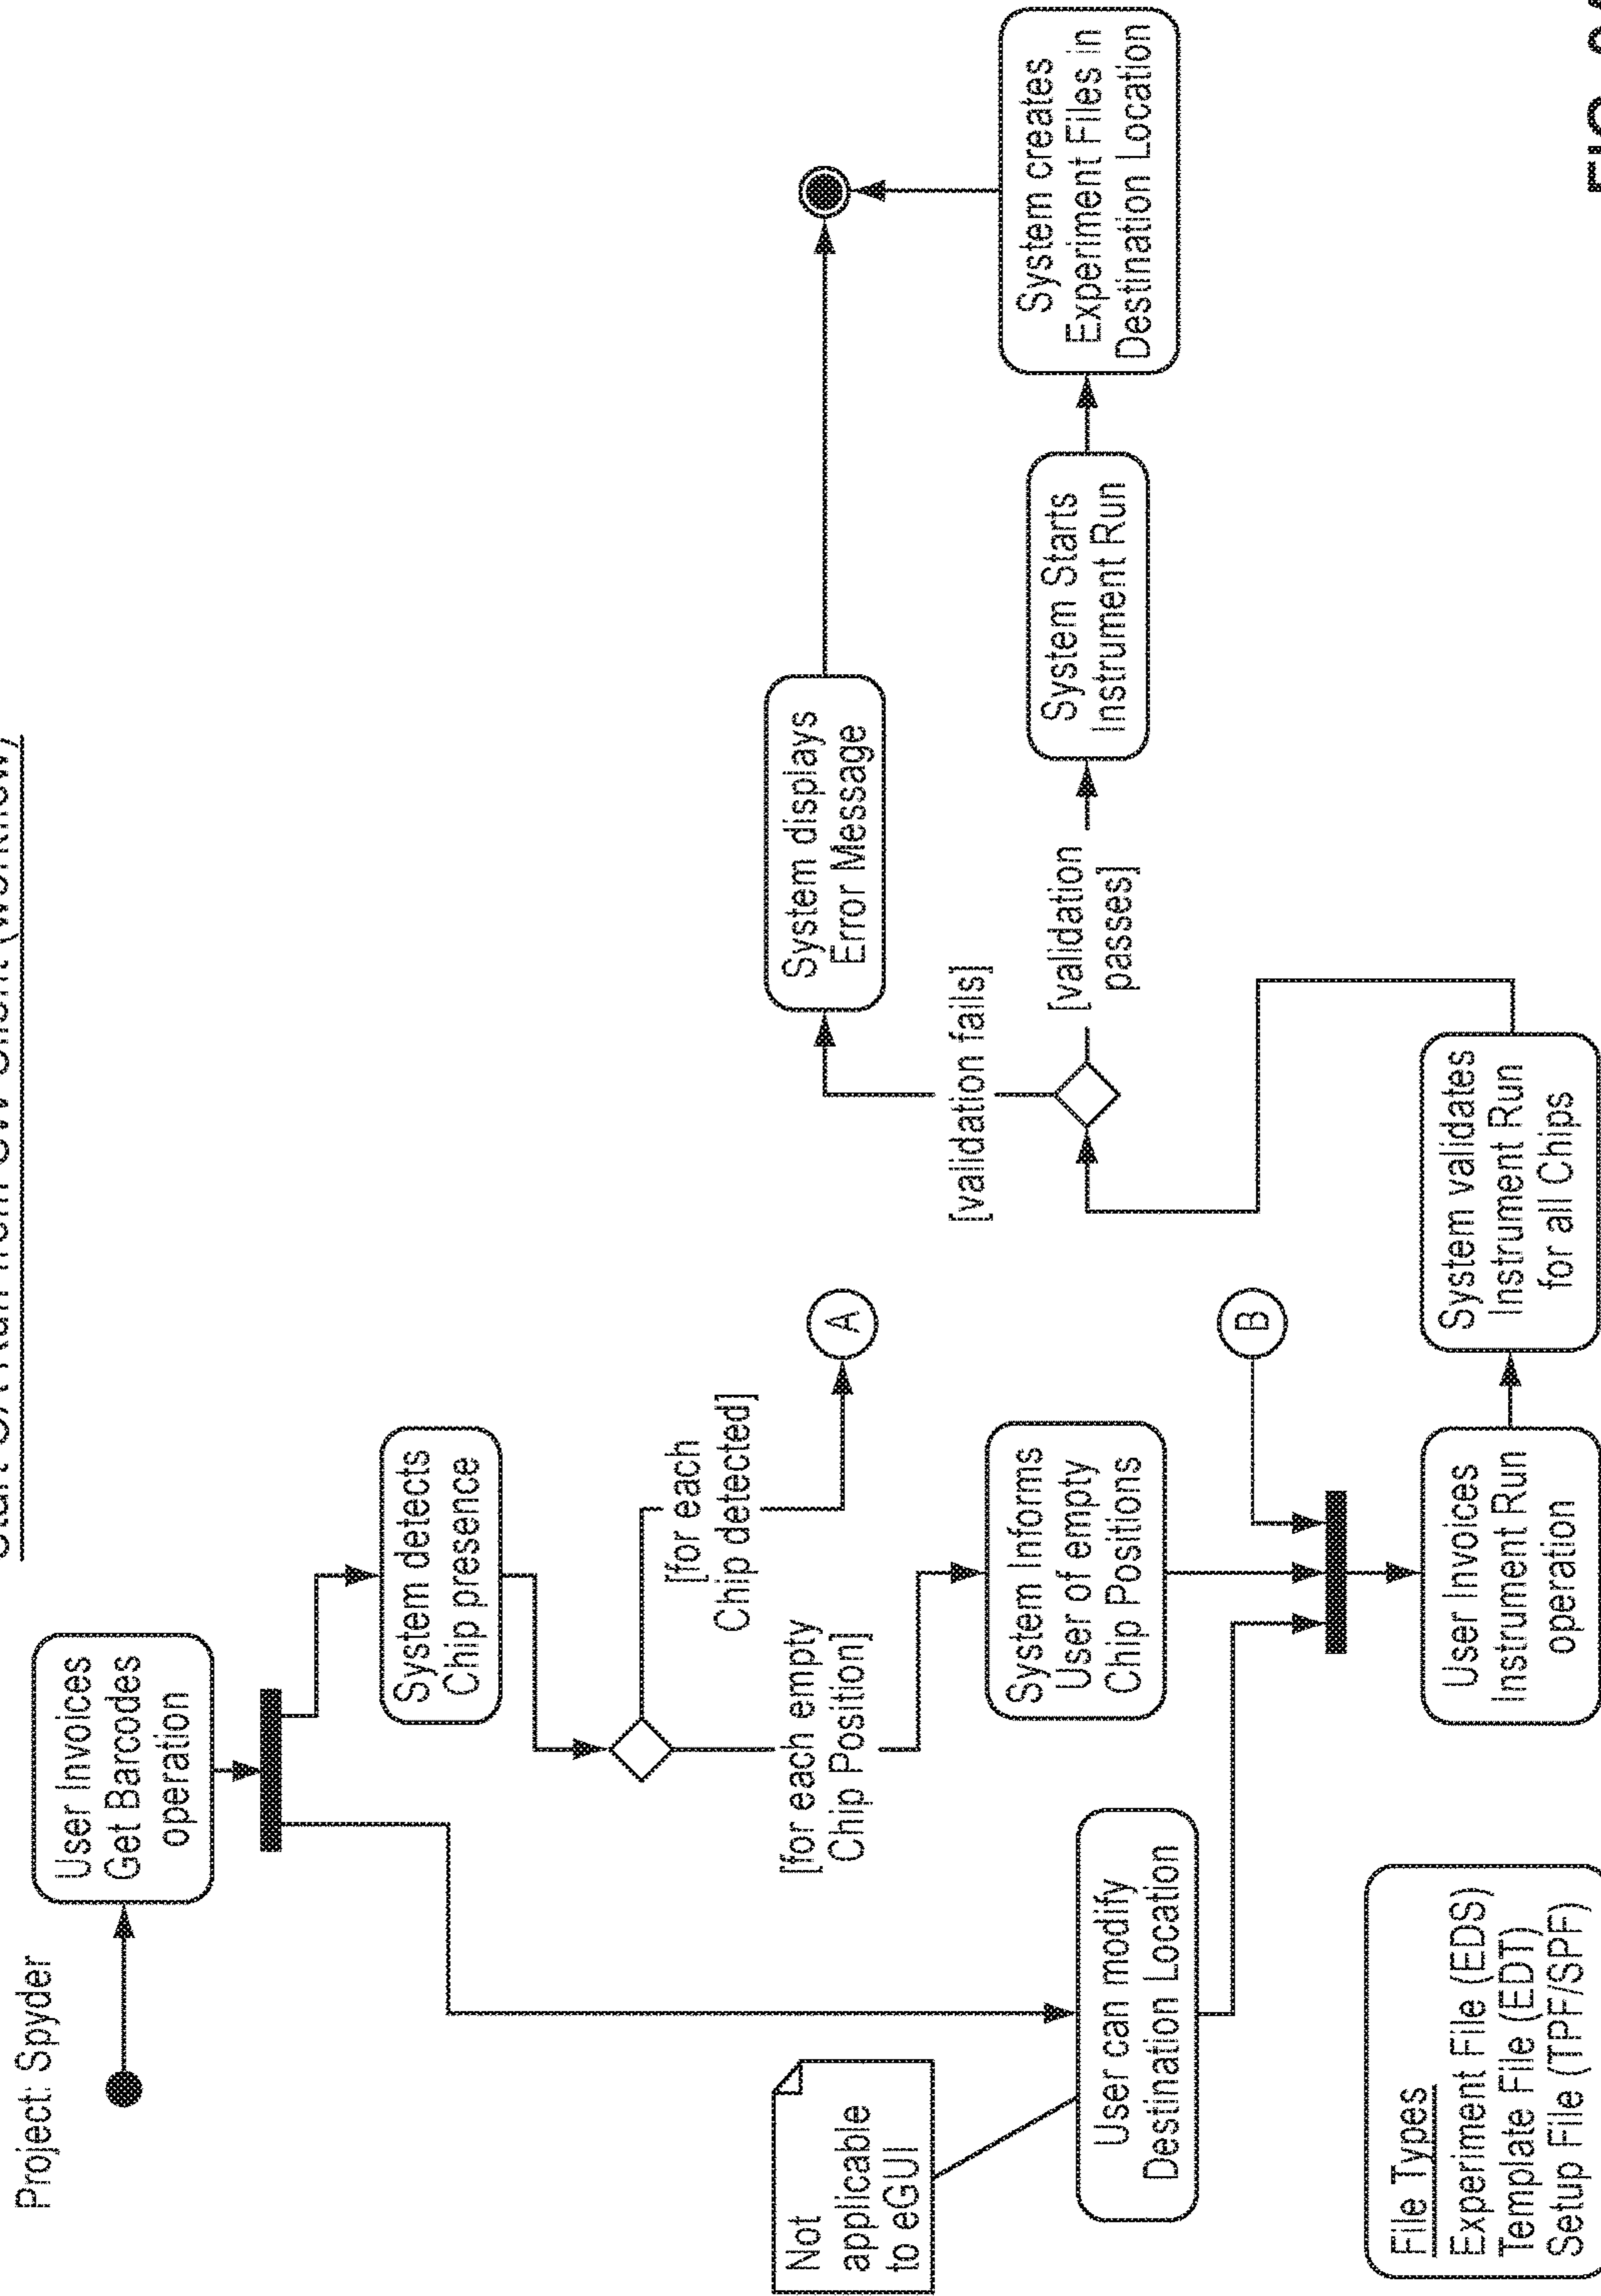 Project: Spyder
User Invoices
Get Barcodes
operation
System detects
Chip presence
[for each
Chip detected]
A
[for each empty
Chip Position]
Not
applicable
to eGUI
User can modify
Destination Location
System Informs
User of empty
Chip Positions
B
User Invoices
Instrument Run
operation
System validates
Instrument Run
for all Chips
[validation fails]
[validation
passes]
System displays
Error Message
System Starts
Instrument Run
System creates
Experiment Files in
Destination Location
File Types
Experiment File (EDS)
Template File (EDT)
Setup File (TPF/SPF)